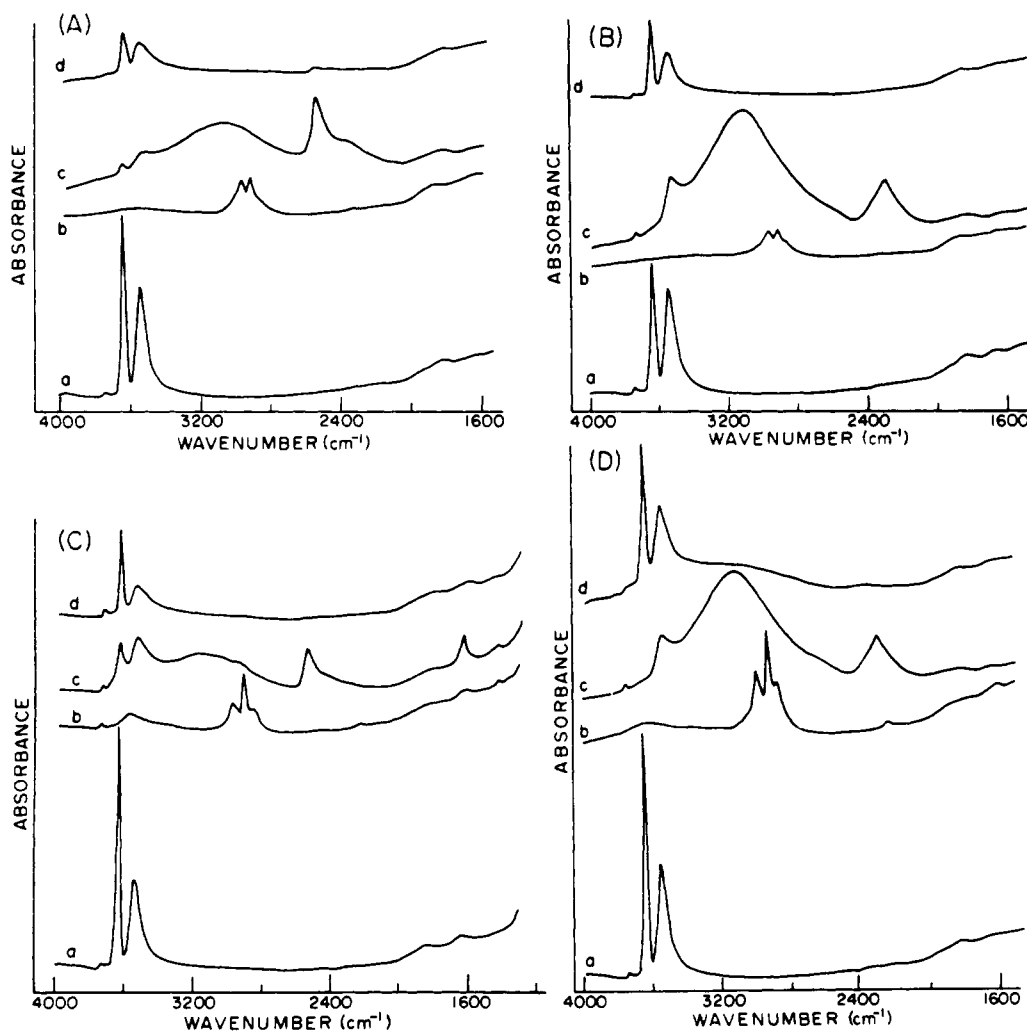 (A)
ABSORBANCE
d
c
b
a
4000 3200 2400 1600
WAVENUMBER (cm⁻¹)
(B)
ABSORBANCE
d
c
b
a
4000 3200 2400 1600
WAVENUMBER (cm⁻¹)
(C)
ABSORBANCE
d
c
b
a
4000 3200 2400 1600
WAVENUMBER (cm⁻¹)
(D)
ABSORBANCE
d
c
b
a
4000 3200 2400 1600
WAVENUMBER (cm⁻¹)